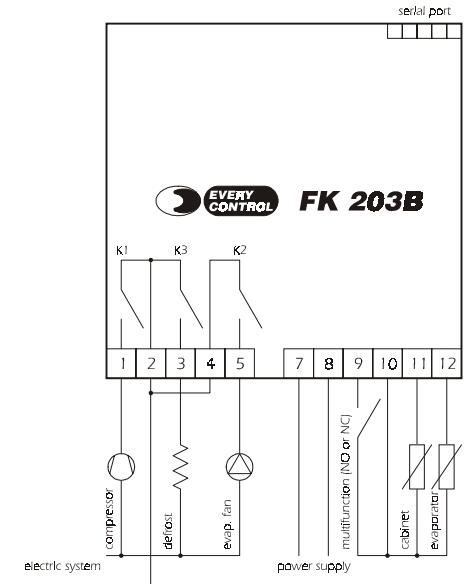 serial port
EVERY
CONTROL
FK 203B
K1 K3 K2
1 2 3 4 5 7 8 9 10 11 12
compressor
defrost
evap. fan
multifunction (NO or NC)
cabinet
evaporator
electric system
power supply